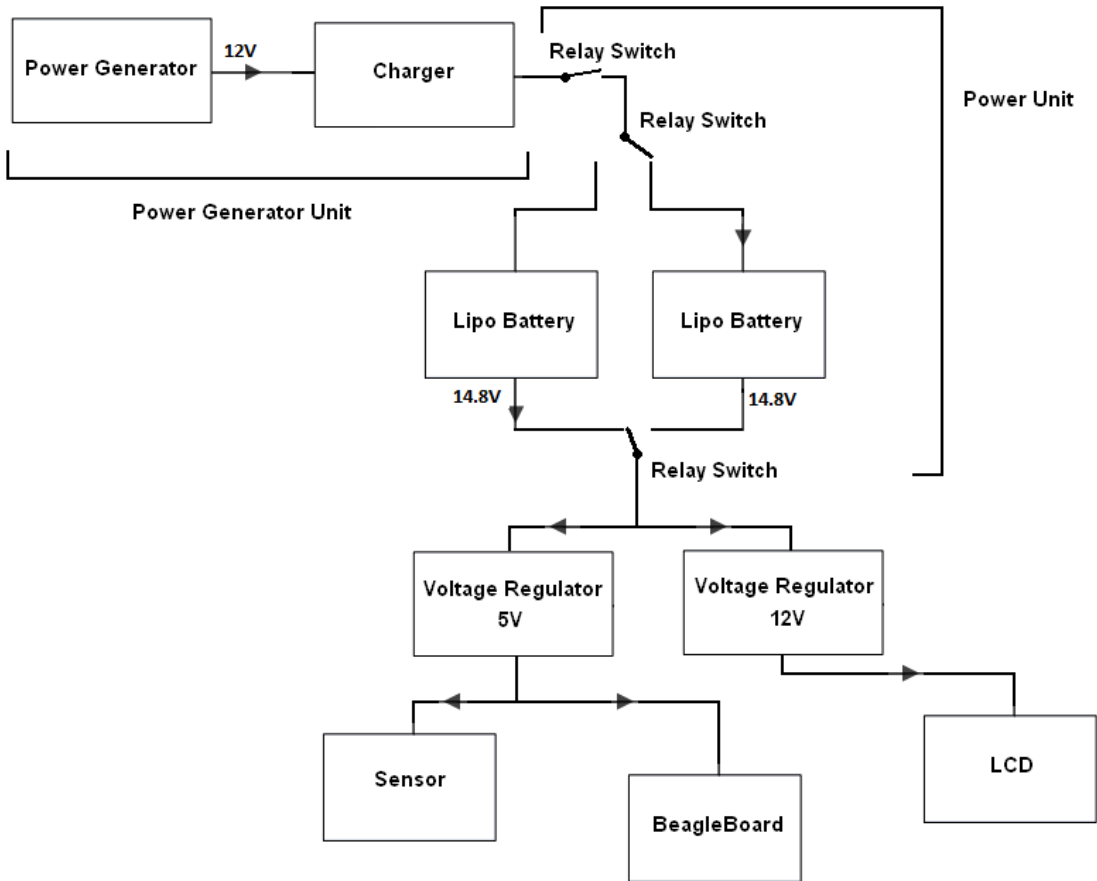 12V
Relay Switch
Power Generator
Charger
Power Unit
Relay Switch
Power Generator Unit
Lipo Battery
Lipo Battery
14.8V
14.8V
Relay Switch
Voltage Regulator
5V
Voltage Regulator
12V
Sensor
LCD
BeagleBoard